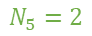 N₅ = 2